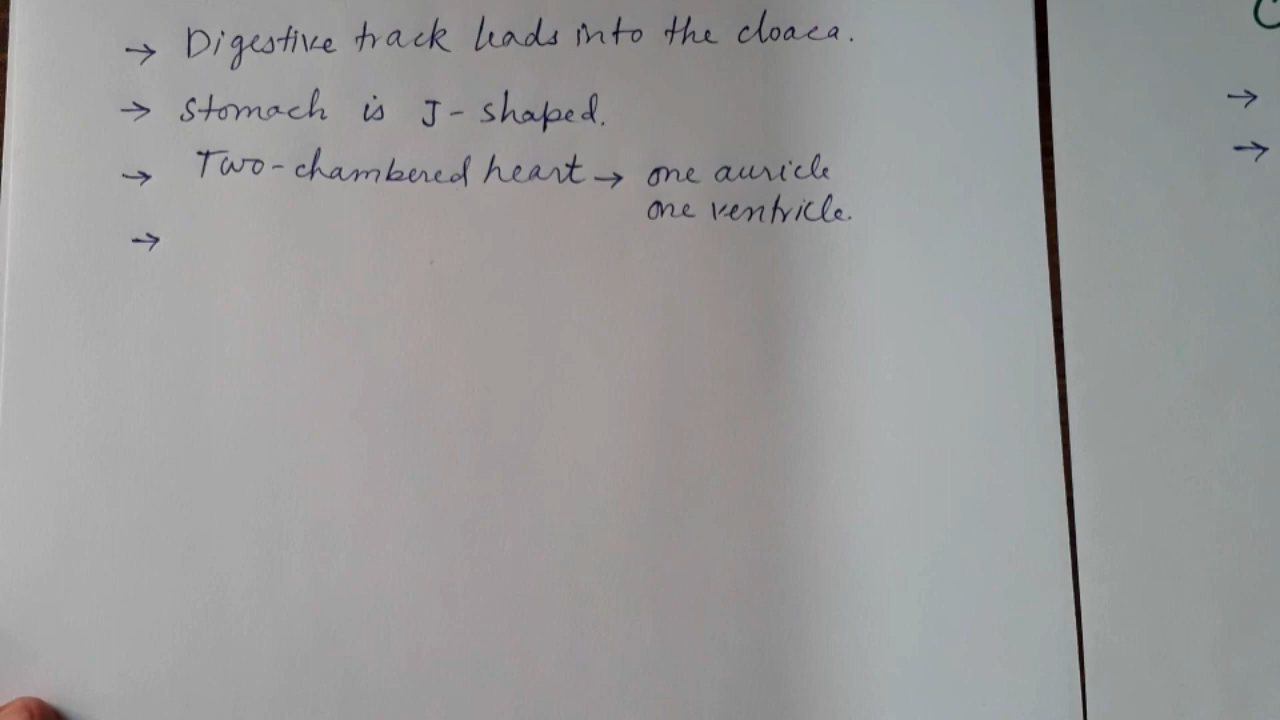 → Digestive track leads into the cloaca.
→ Stomach is J-shaped.
→ Two-chambered heart → one auricle
one ventricle.
→
C
→
→